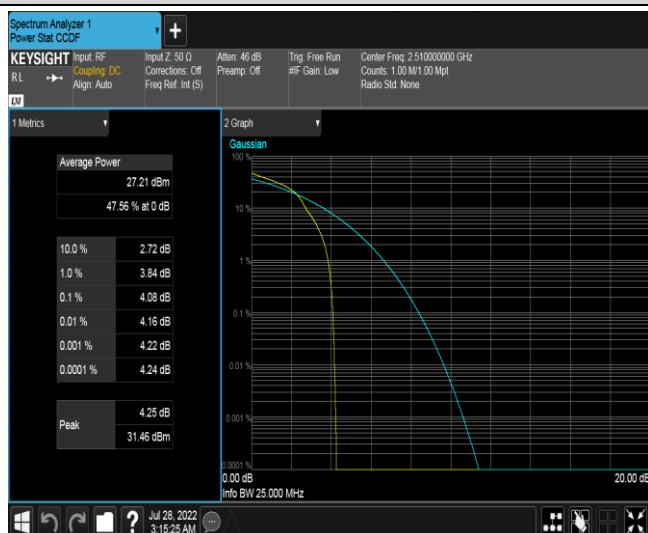 Spectrum Analyzer 1
Power Stat CCDF
+
KEYSIGHT
RL
LXI
Input: RF
Coupling: DC
Align: Auto
Input Z: 50 Ω
Corrections: Off
Freq Ref: Int (S)
Atten: 46 dB
Preamp: Off
Trig: Free Run
#IF Gain: Low
Center Freq: 2.510000000 GHz
Counts: 1.00 M/1.00 Mpt
Radio Std: None
1 Metrics
Average Power
27.21 dBm
47.56 % at 0 dB
10.0 % 2.72 dB
1.0 % 3.84 dB
0.1 % 4.08 dB
0.01 % 4.16 dB
0.001 % 4.22 dB
0.0001 % 4.24 dB
Peak
4.25 dB
31.46 dBm
2 Graph
Gaussian
100 %
10 %
1 %
0.1 %
0.01 %
0.001 %
0.0001 %
0.00 dB
20.00 dB
Info BW 25.000 MHz
?
Jul 28, 2022
3:15:25 AM